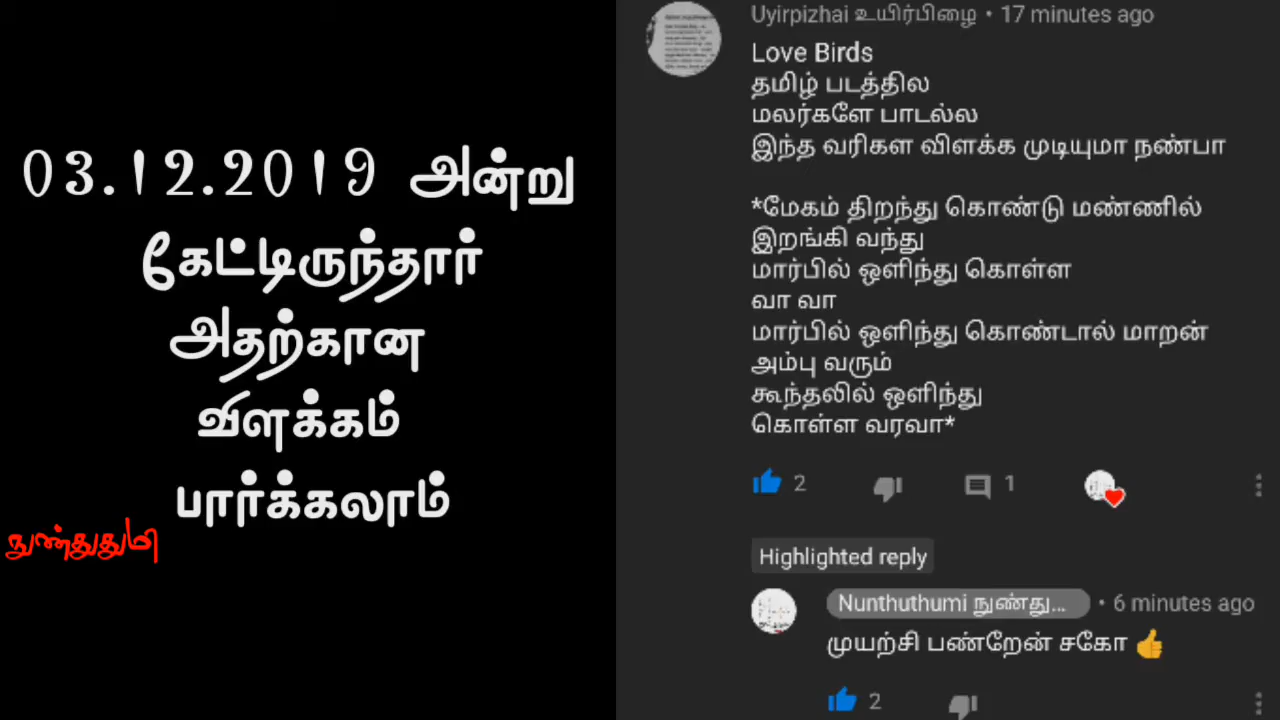 03.12.2019 அன்று
கேட்டிருந்தார்
அதற்கான
விளக்கம்
பார்க்கலாம்
நுண்துதுமி
Uyirpizhai உயிர்பிழை • 17 minutes ago
Love Birds
தமிழ் படத்தில
மலர்களே பாடல்ல
இந்த வரிகள விளக்க முடியுமா நண்பா
*மேகம் திறந்து கொண்டு மண்ணில்
இறங்கி வந்து
மார்பில் ஒளிந்து கொள்ள
வா வா
மார்பில் ஒளிந்து கொண்டால் மாறன்
அம்பு வரும்
கூந்தலில் ஒளிந்து
கொள்ள வரவா*
2 1
Highlighted reply
Nunthuthumi நுண்து... • 6 minutes ago
முயற்சி பண்றேன் சகோ 👍
2